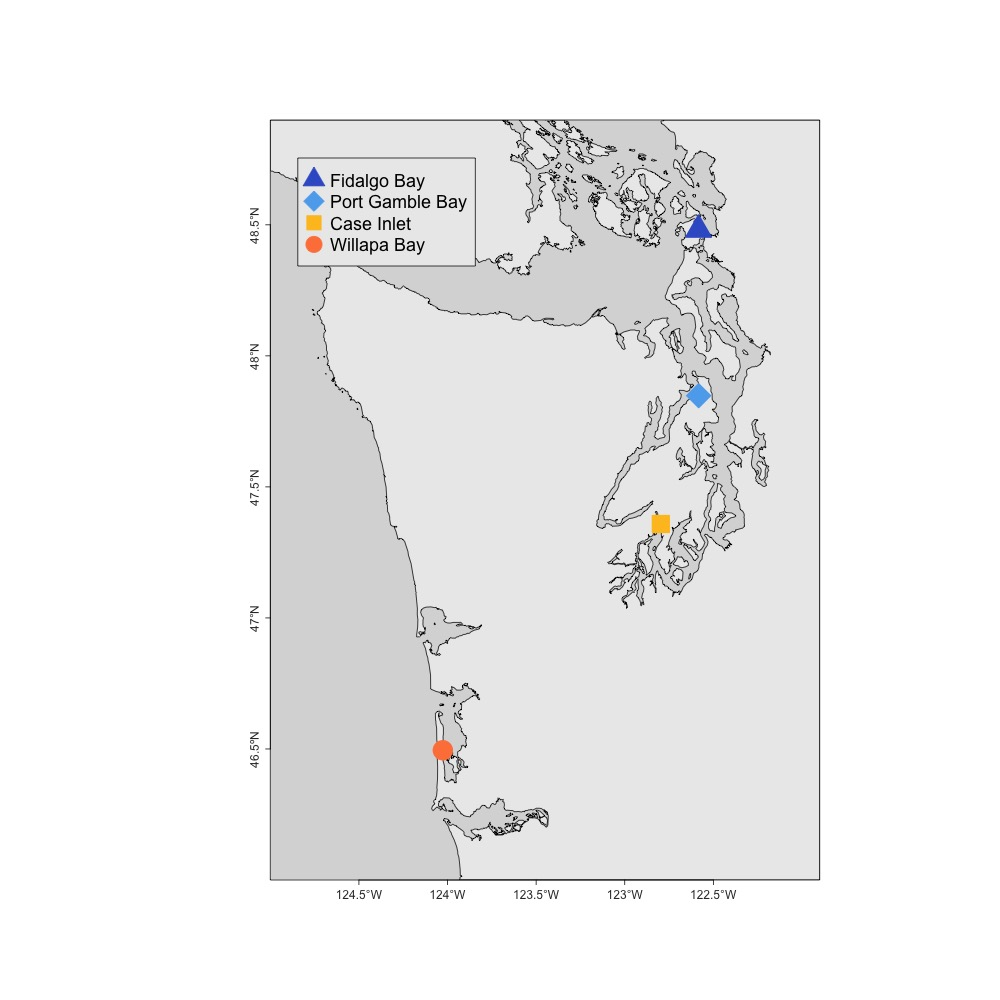 Fidalgo Bay
Port Gamble Bay
Case Inlet
Willapa Bay
48.5°N
48°N
47.5°N
47°N
46.5°N
124.5°W
124°W
123.5°W
123°W
122.5°W